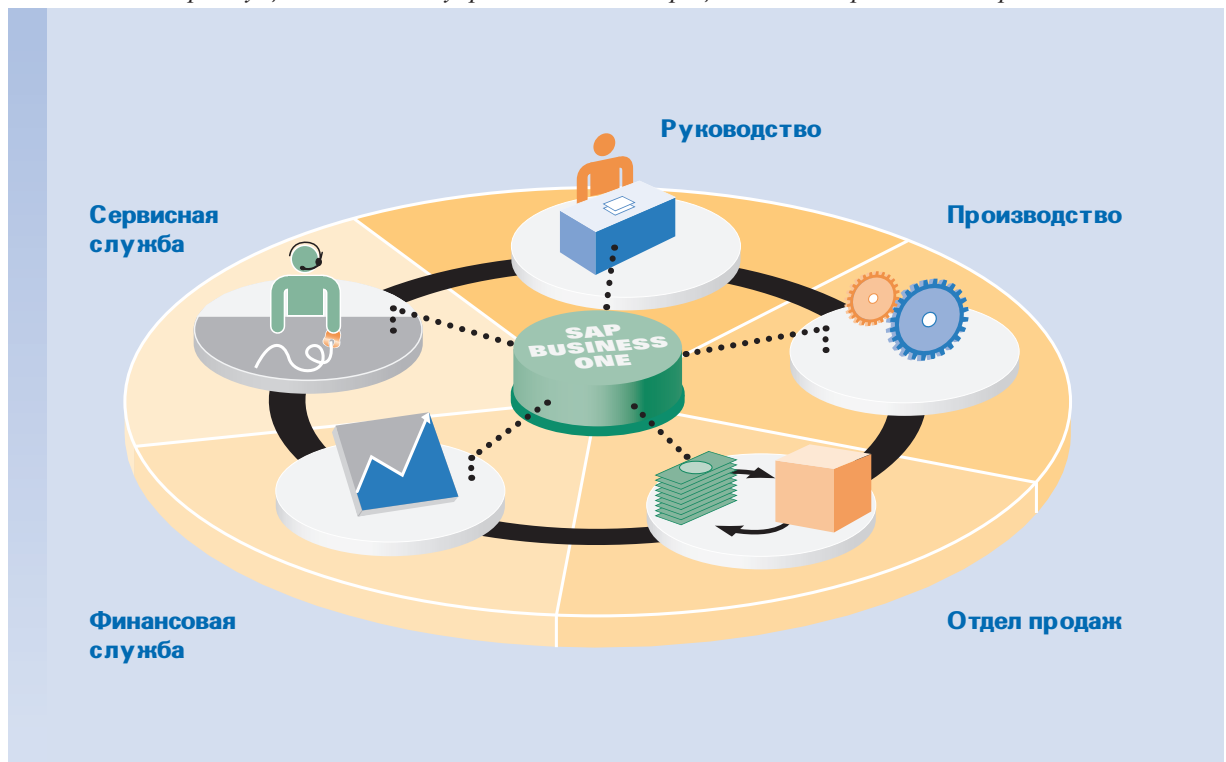 Руководство
Сервисная
служба
Производство
SAP
BUSINESS
ONE
Финансовая
служба
Отдел продаж